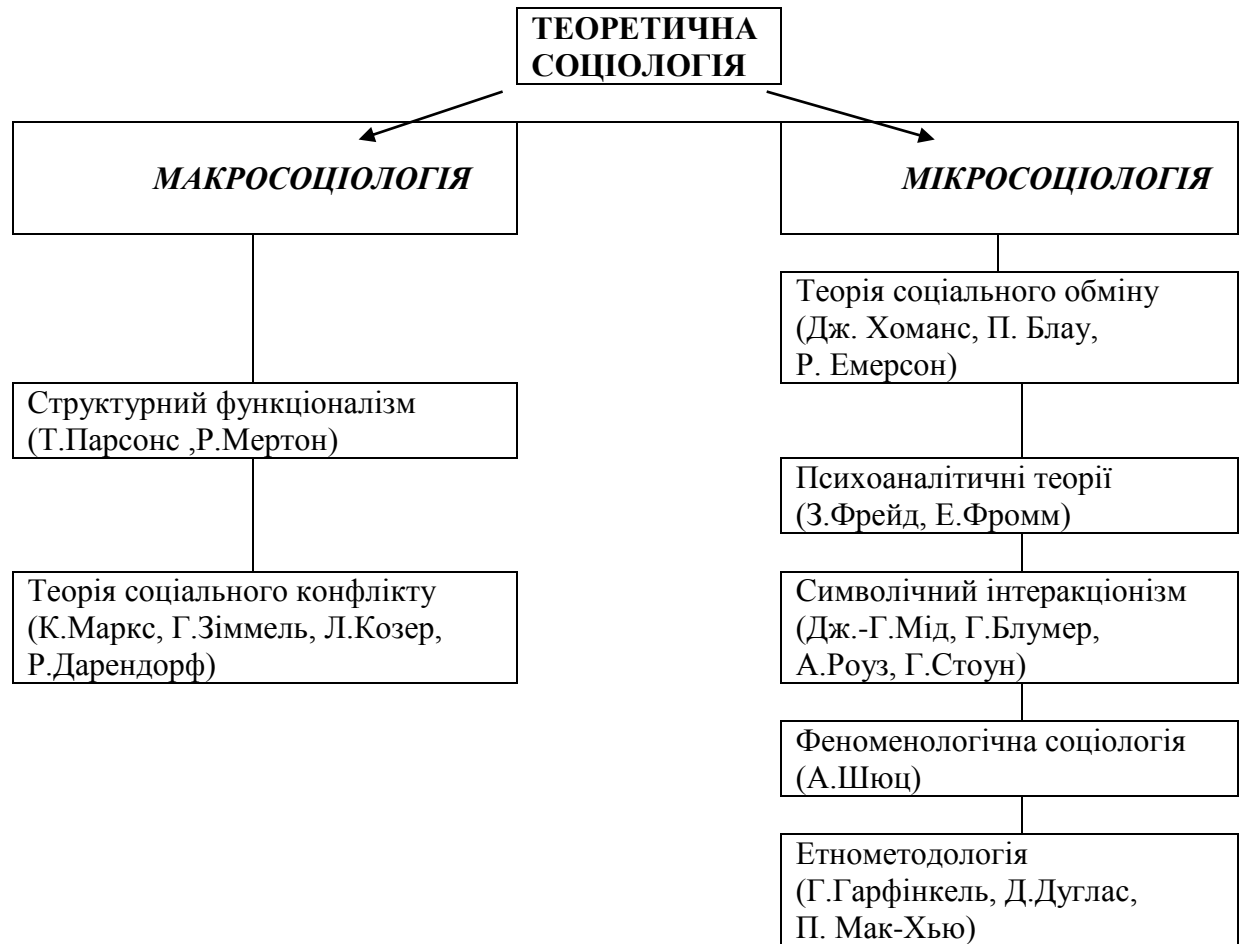 ТЕОРЕТИЧНА
СОЦІОЛОГІЯ
МАКРОСОЦІОЛОГІЯ
Структурний функціоналізм
(Т.Парсонс ,Р.Мертон)
Теорія соціального конфлікту
(К.Маркс, Г.Зіммель, Л.Козер,
Р.Дарендорф)
МІКРОСОЦІОЛОГІЯ
Теорія соціального обміну
(Дж. Хоманс, П. Блау,
Р. Емерсон)
Психоаналітичні теорії
(З.Фрейд, Е.Фромм)
Символічний інтеракціонізм
(Дж.-Г.Мід, Г.Блумер,
А.Роуз, Г.Стоун)
Феноменологічна соціологія
(А.Шюц)
Етнометодологія
(Г.Гарфінкель, Д.Дуглас,
П. Мак-Хью)